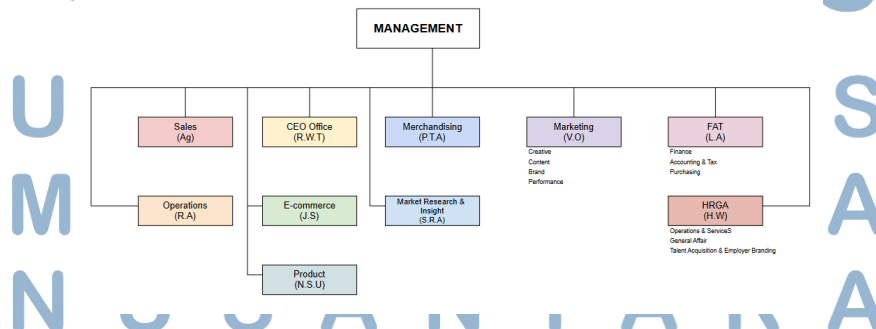 MANAGEMENT
Sales
(Ag)
CEO Office
(R.W.T)
Merchandising
(P.T.A)
Marketing
(V.O)
Creative
Content
Brand
Performance
FAT
(L.A)
Finance
Accounting & Tax
Purchasing
Operations
(R.A)
E-commerce
(J.S)
Market Research &
Insight
(S.R.A)
HRGA
(H.W)
Operations & ServiceS
General Affair
Talent Acquisition & Employer Branding
Product
(N.S.U)
U
M
N U S A N T A R A
S
A